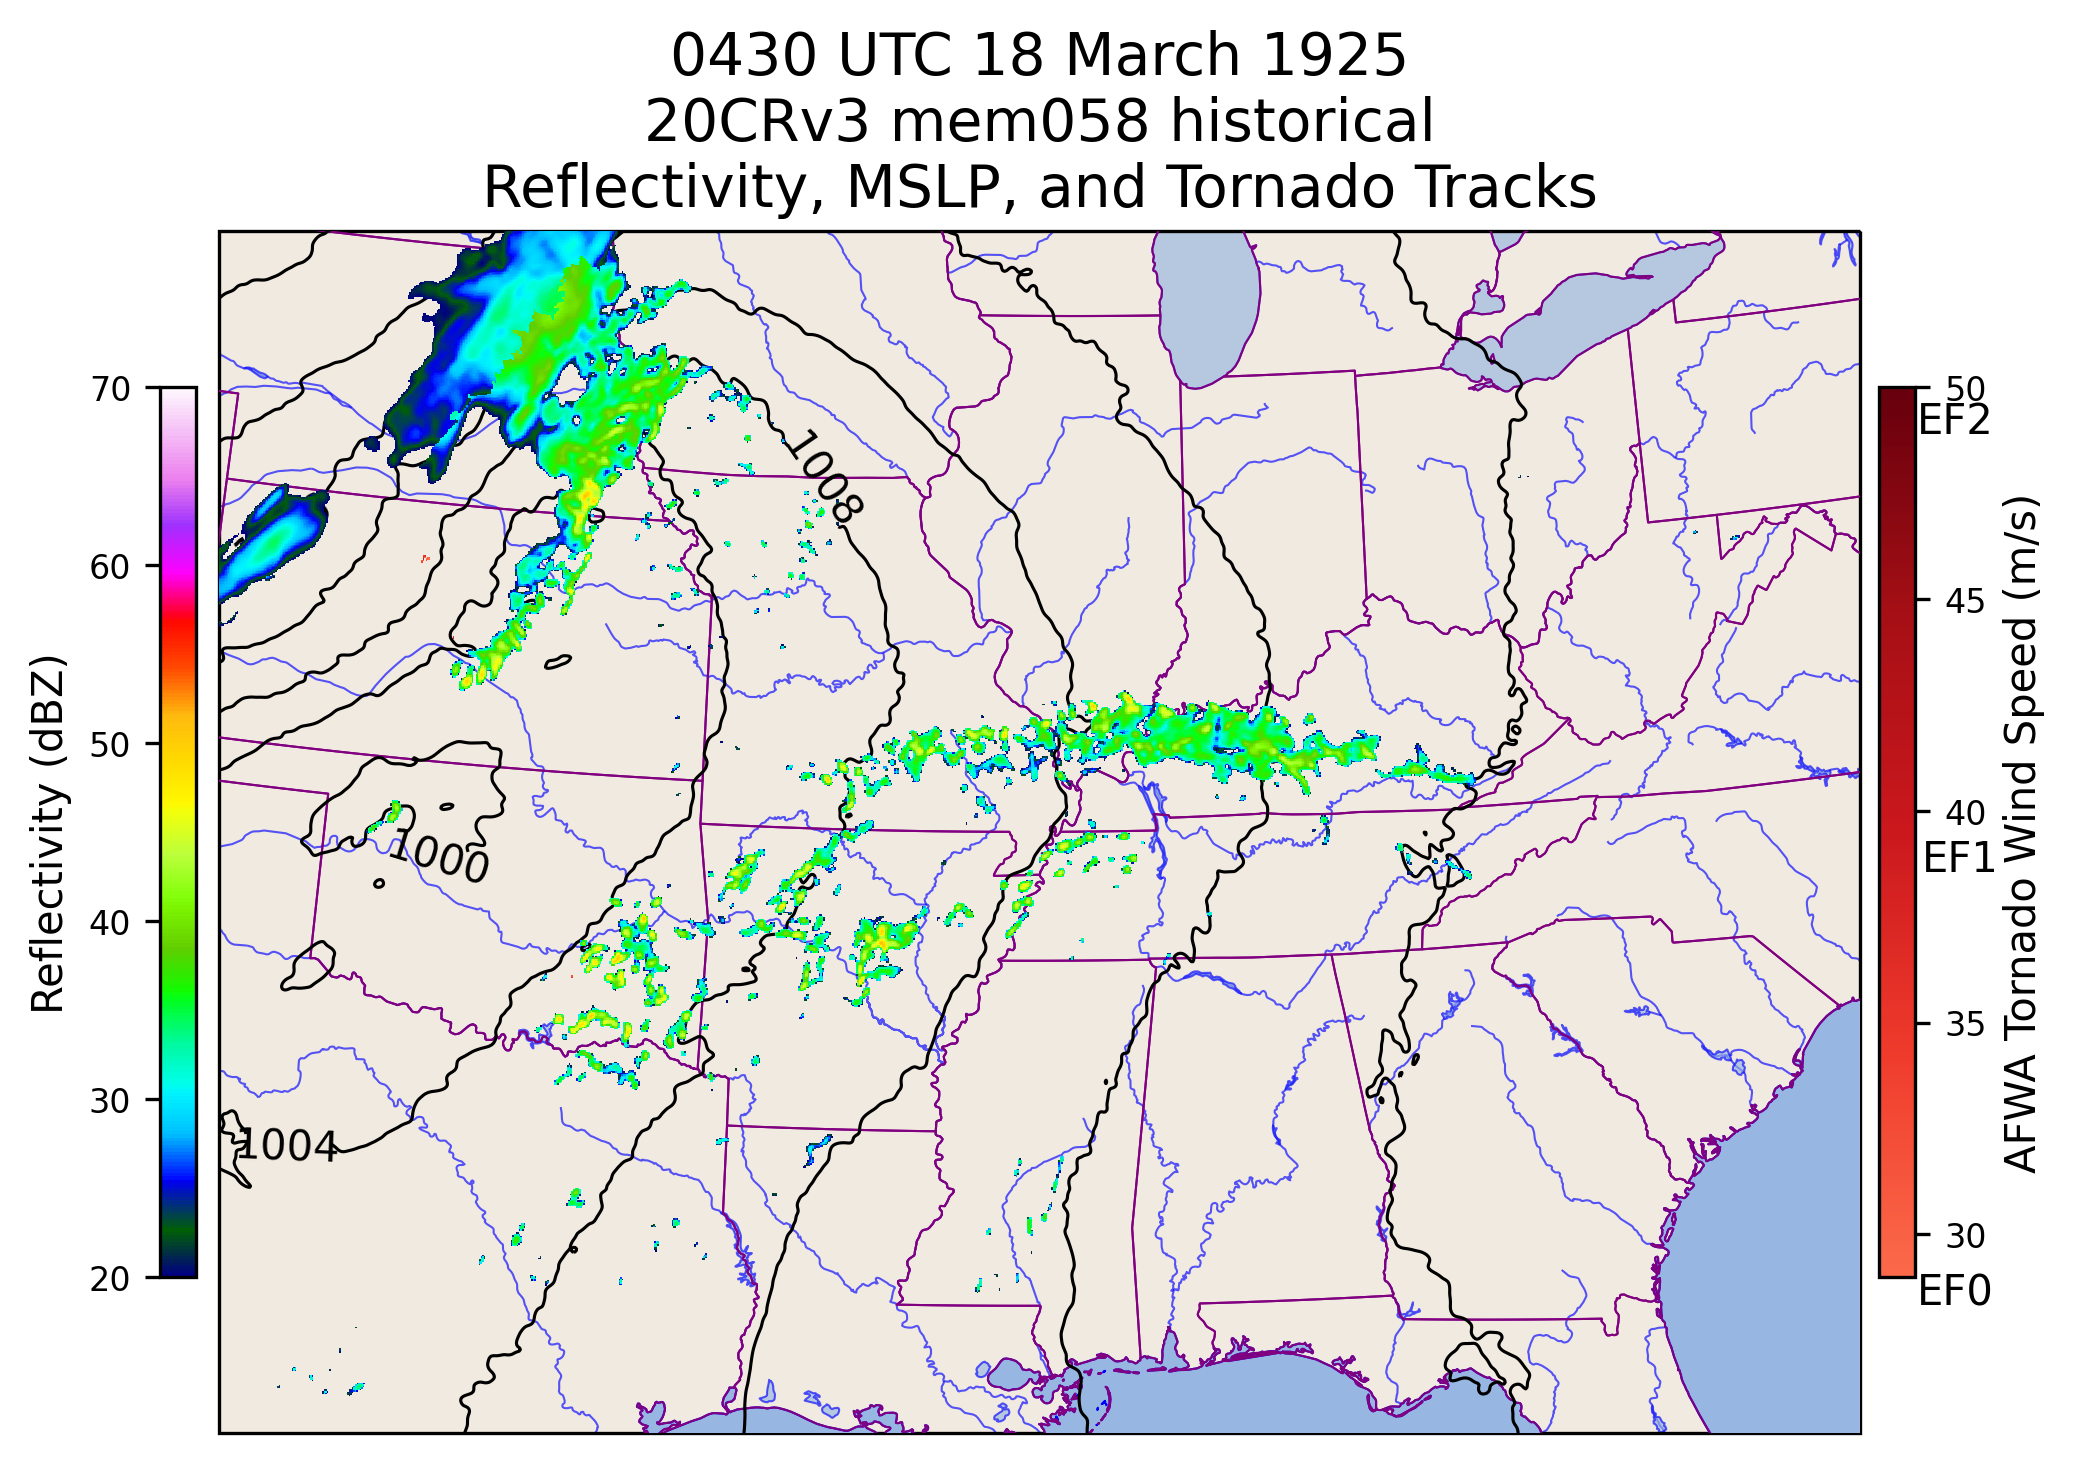 0430 UTC 18 March 1925
20CRv3 mem058 historical
Reflectivity, MSLP, and Tornado Tracks
Reflectivity (dBZ)
70
60
50
40
30
20
1008
1000
1004
50
EF2
45
40
EF1
35
30
EF0
AFWA Tornado Wind Speed (m/s)